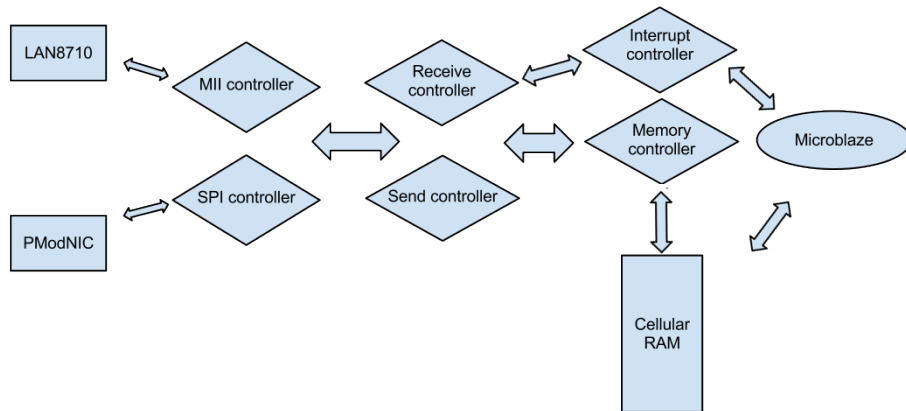 LAN8710
MII controller
Receive
controller
Interrupt
controller
Memory
controller
Microblaze
SPI controller
Send controller
PModNIC
Cellular
RAM